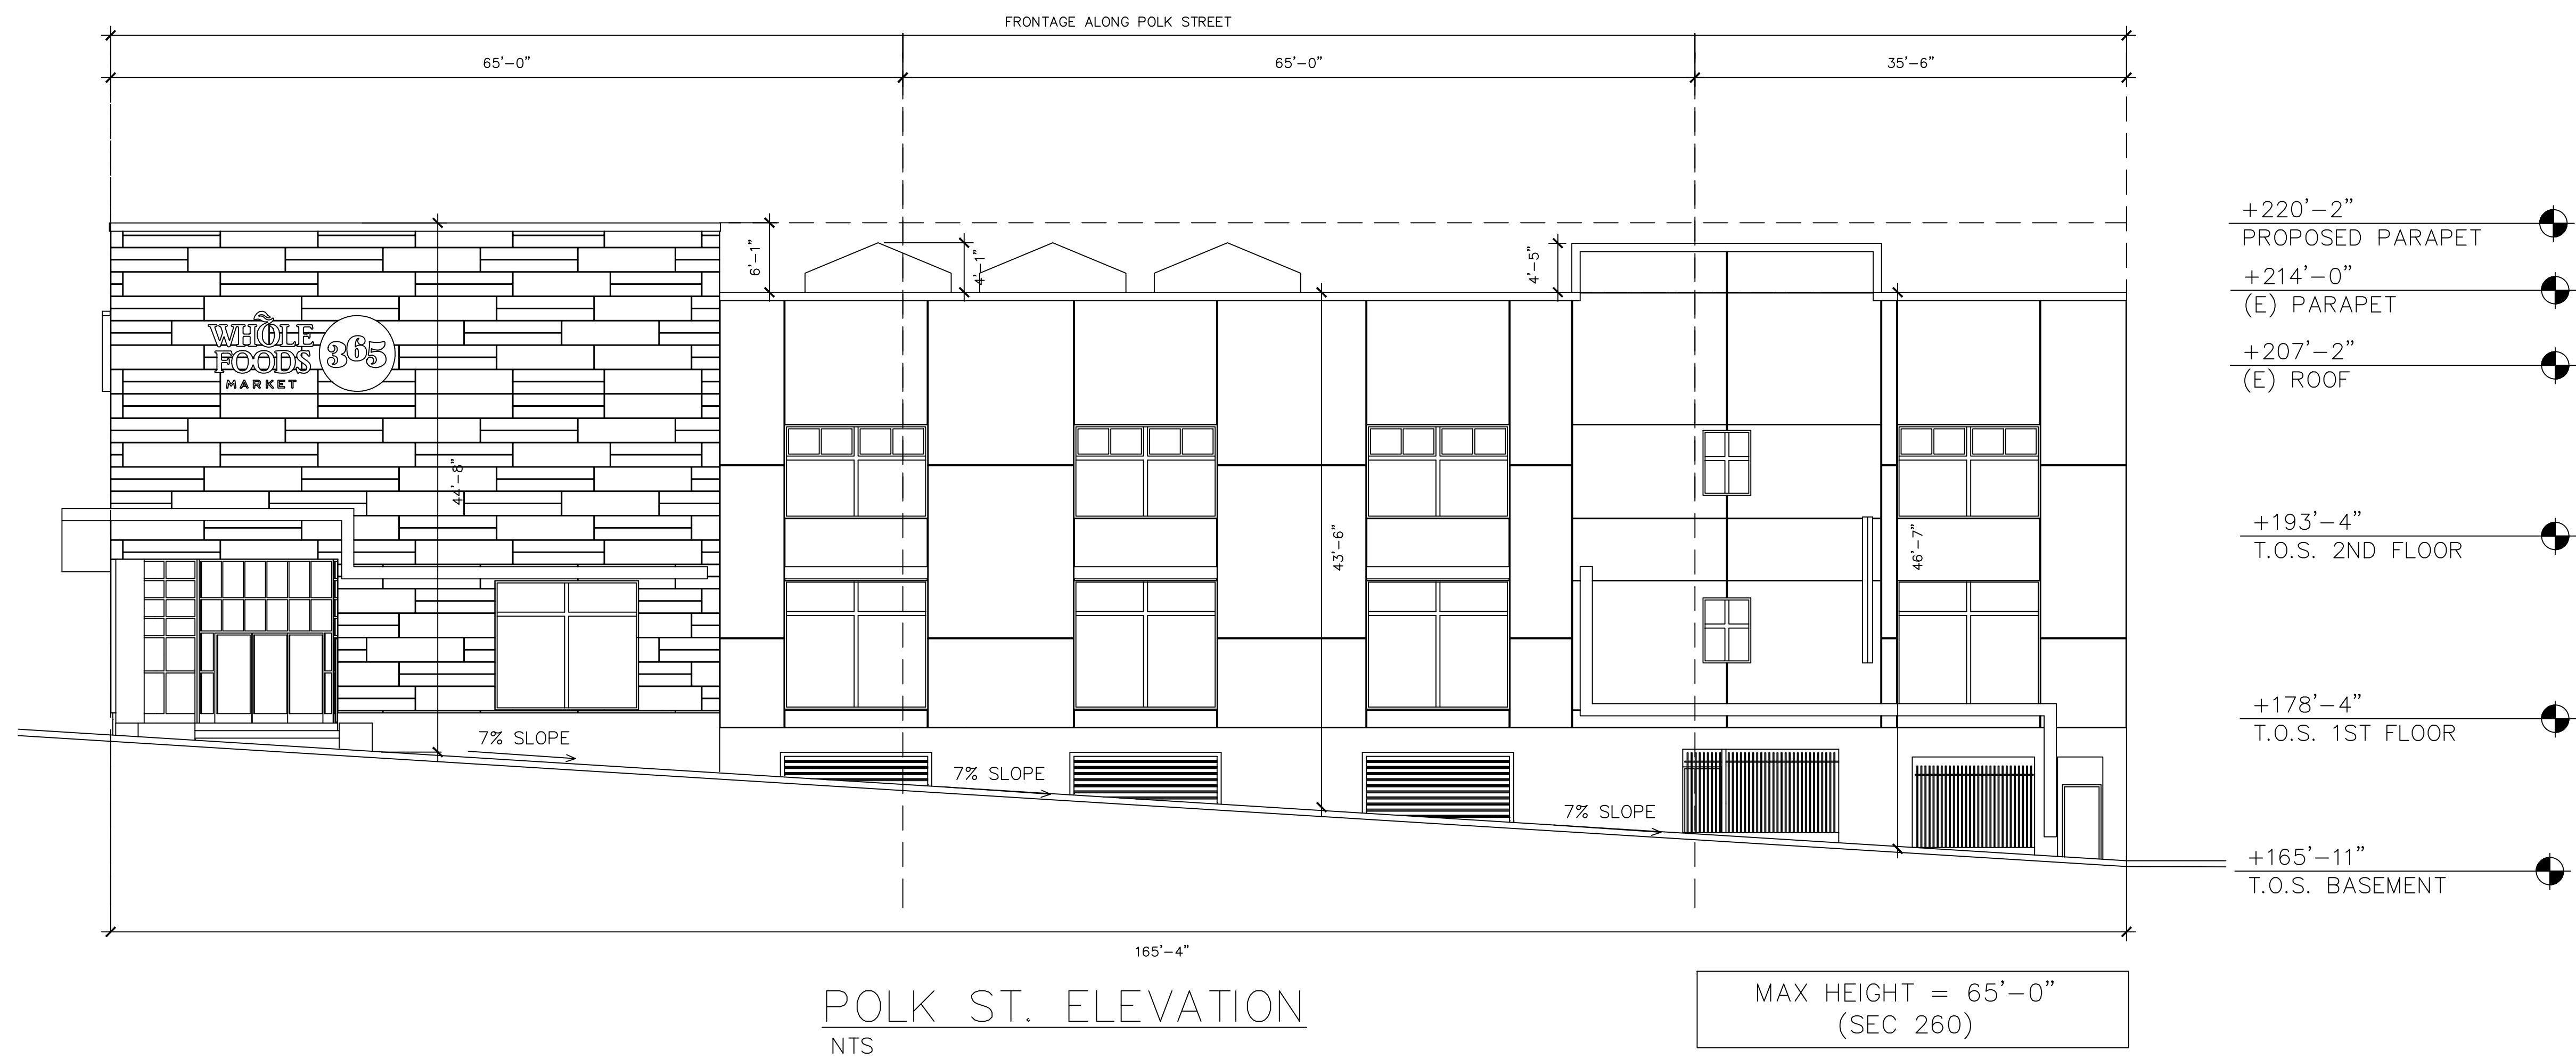 FRONTAGE ALONG POLK STREET
65'-0"
65'-0"
35'-6"
+220'-2"
PROPOSED PARAPET
6'-1"
4'-1"
4'-5"
+214'-0"
(E) PARAPET
WHOLE
FOODS
MARKET
365
+207'-2"
(E) ROOF
44'-8"
43'-6"
46'-7"
+193'-4"
T.O.S. 2ND FLOOR
+178'-4"
T.O.S. 1ST FLOOR
7% SLOPE
7% SLOPE
7% SLOPE
+165'-11"
T.O.S. BASEMENT
165'-4"
POLK ST. ELEVATION
NTS
MAX HEIGHT = 65'-0"
(SEC 260)